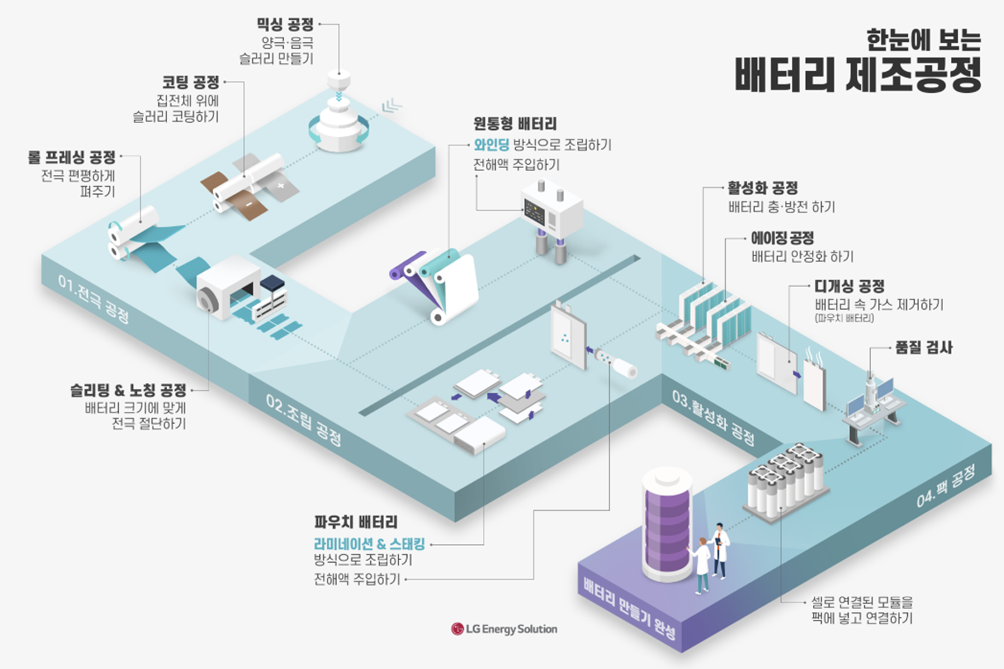 한눈에 보는
배터리 제조공정
믹싱 공정
양극·음극
슬러리 만들기
코팅 공정
집전체 위에
슬러리 코팅하기
롤 프레싱 공정
전극 편평하게
펴주기
01.전극 공정
슬리팅 & 노칭 공정
배터리 크기에 맞게
전극 절단하기
원통형 배터리
와인딩 방식으로 조립하기
전해액 주입하기
02.조립 공정
파우치 배터리
라미네이션 & 스태킹
방식으로 조립하기
전해액 주입하기
활성화 공정
배터리 충·방전 하기
에이징 공정
배터리 안정화 하기
디개싱 공정
배터리 속 가스 제거하기
(파우치 배터리)
품질 검사
03.활성화 공정
04.팩 공정
셀로 연결된 모듈을
팩에 넣고 연결하기
배터리 만들기 완성
LG Energy Solution